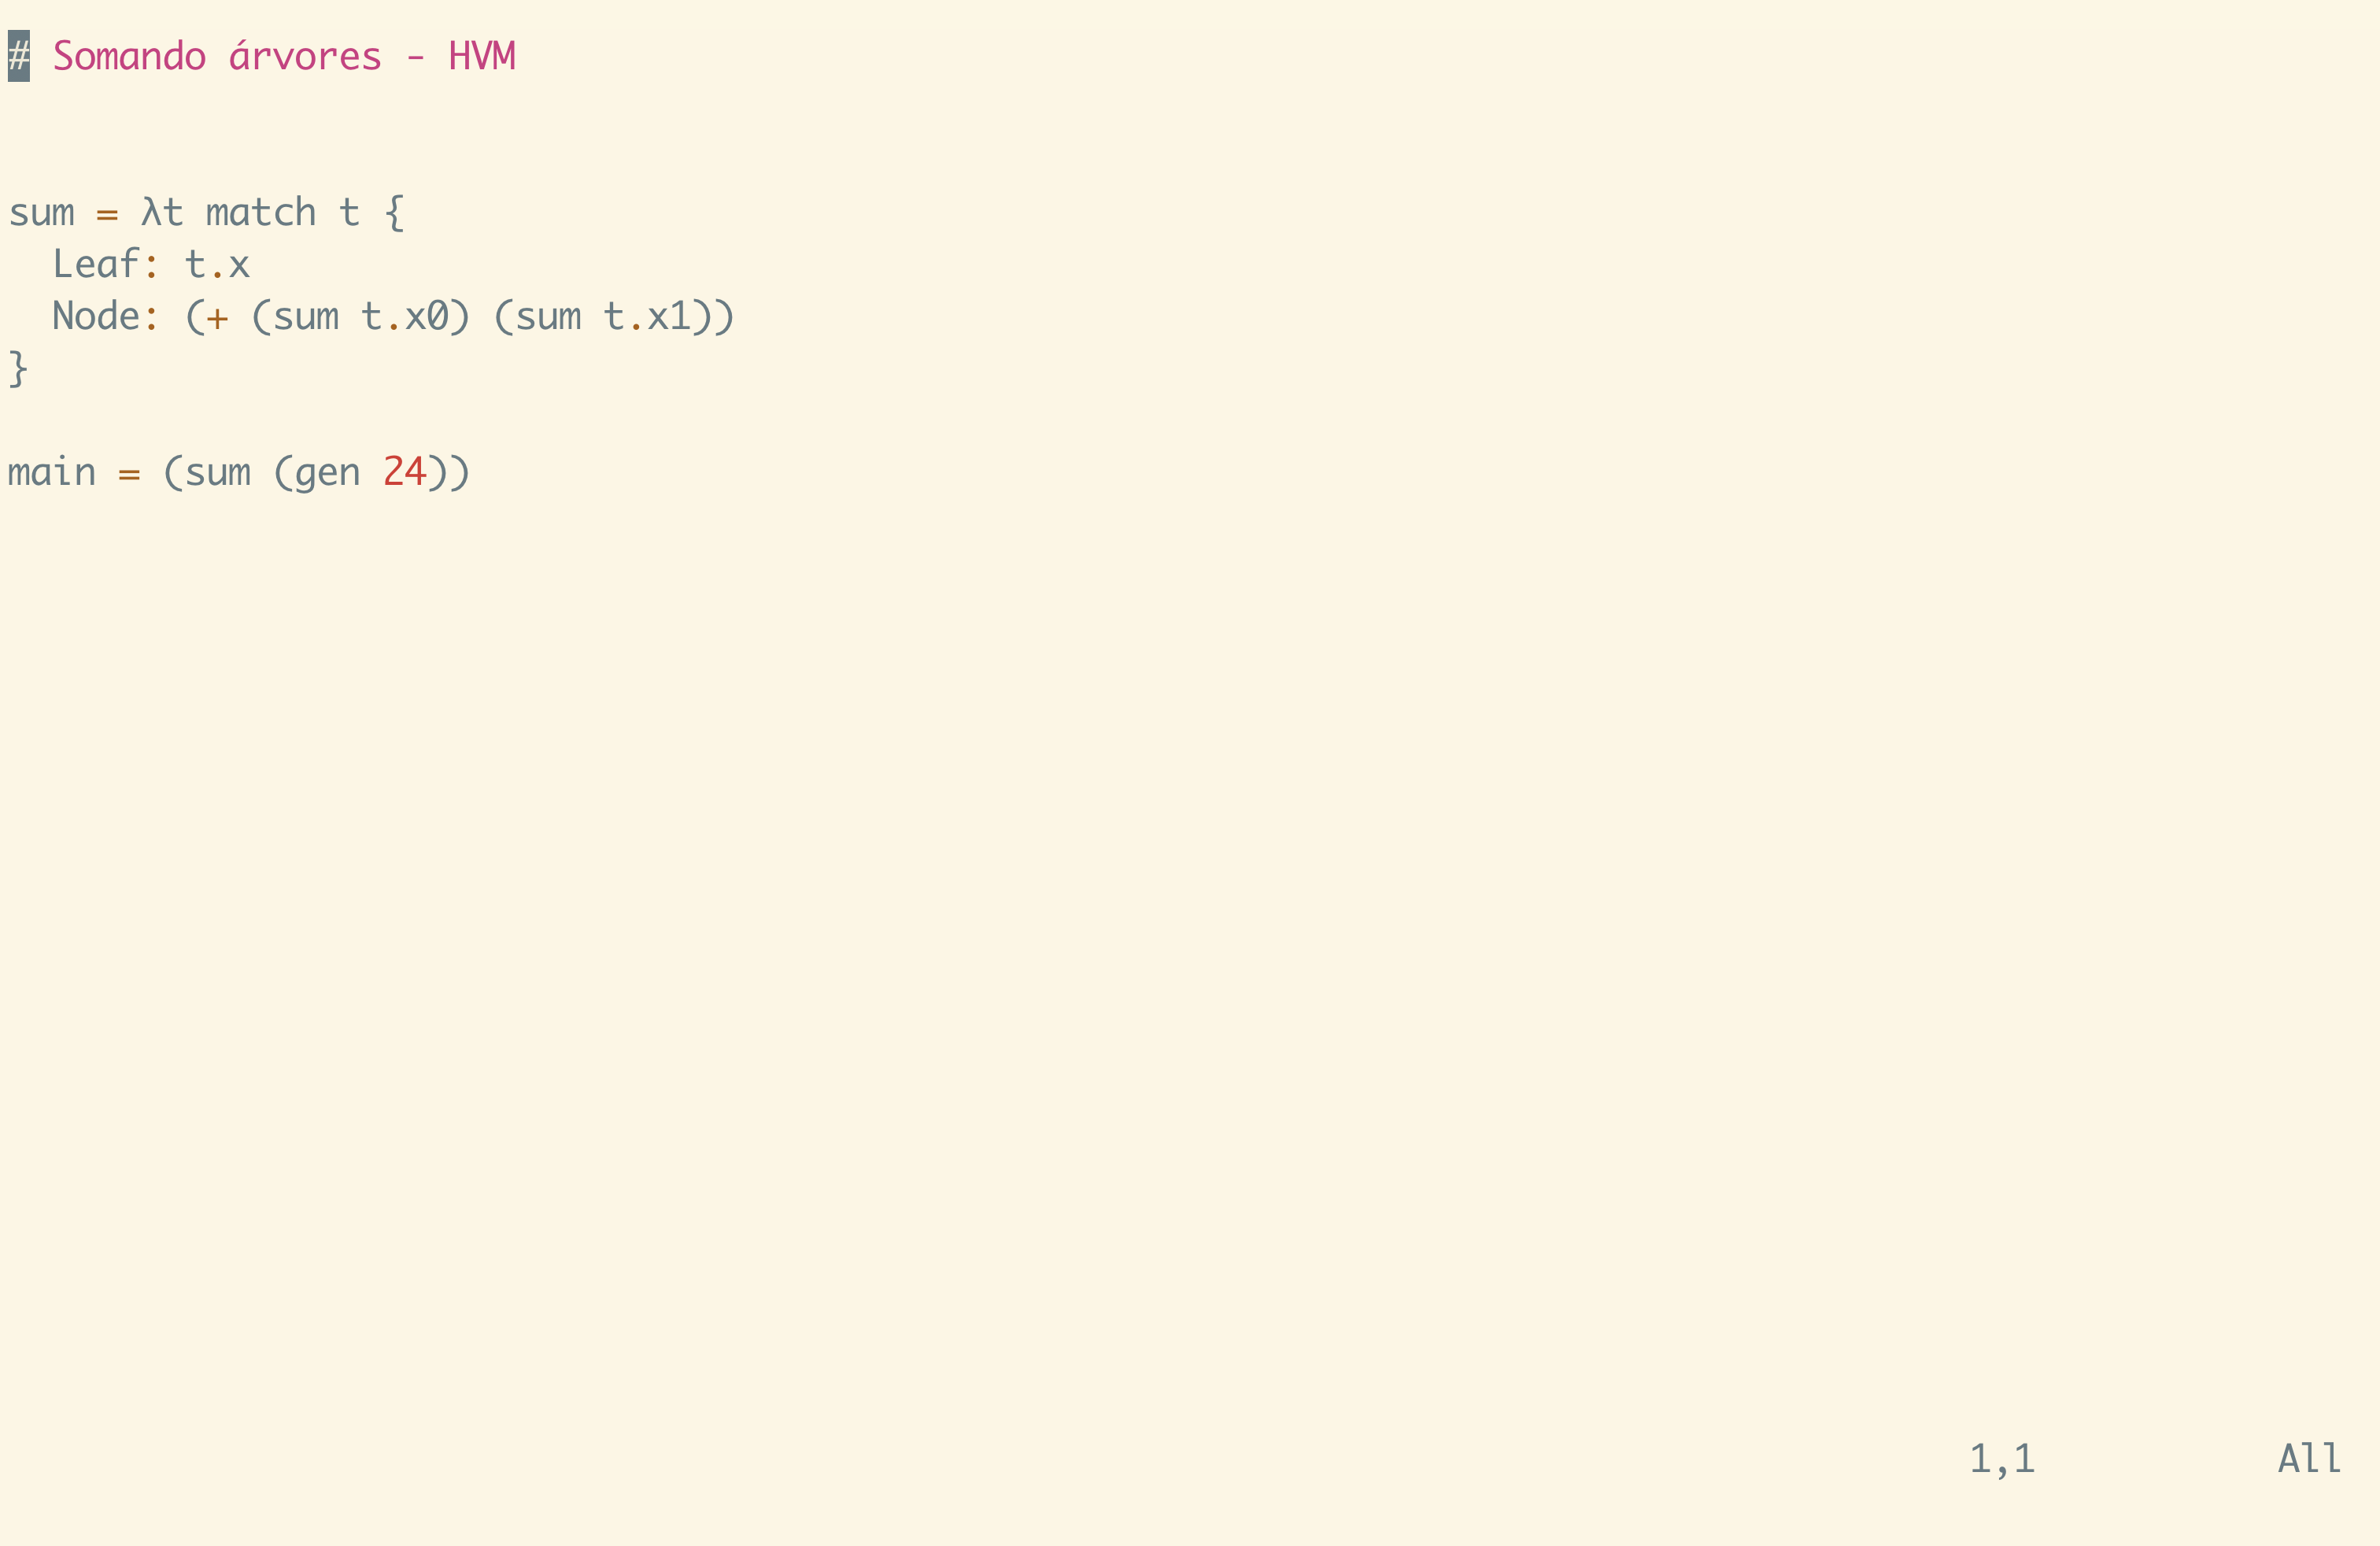 # Somando árvores - HVM
sum = λt match t {
  Leaf: t.x
  Node: (+ (sum t.x0) (sum t.x1))
}
main = (sum (gen 24))
1,1 All